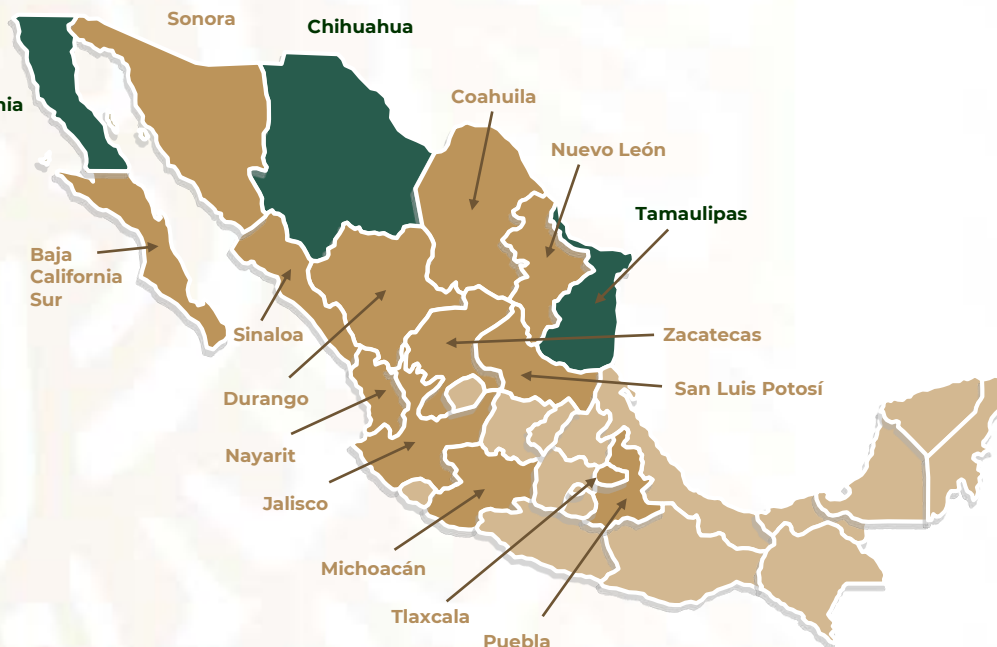 Sonora
Chihuahua
nia
Coahuila
Nuevo León
Tamaulipas
Baja
California
Sur
Sinaloa
Zacatecas
Durango
San Luis Potosí
Nayarit
Jalisco
Michoacán
Tlaxcala
Puebla